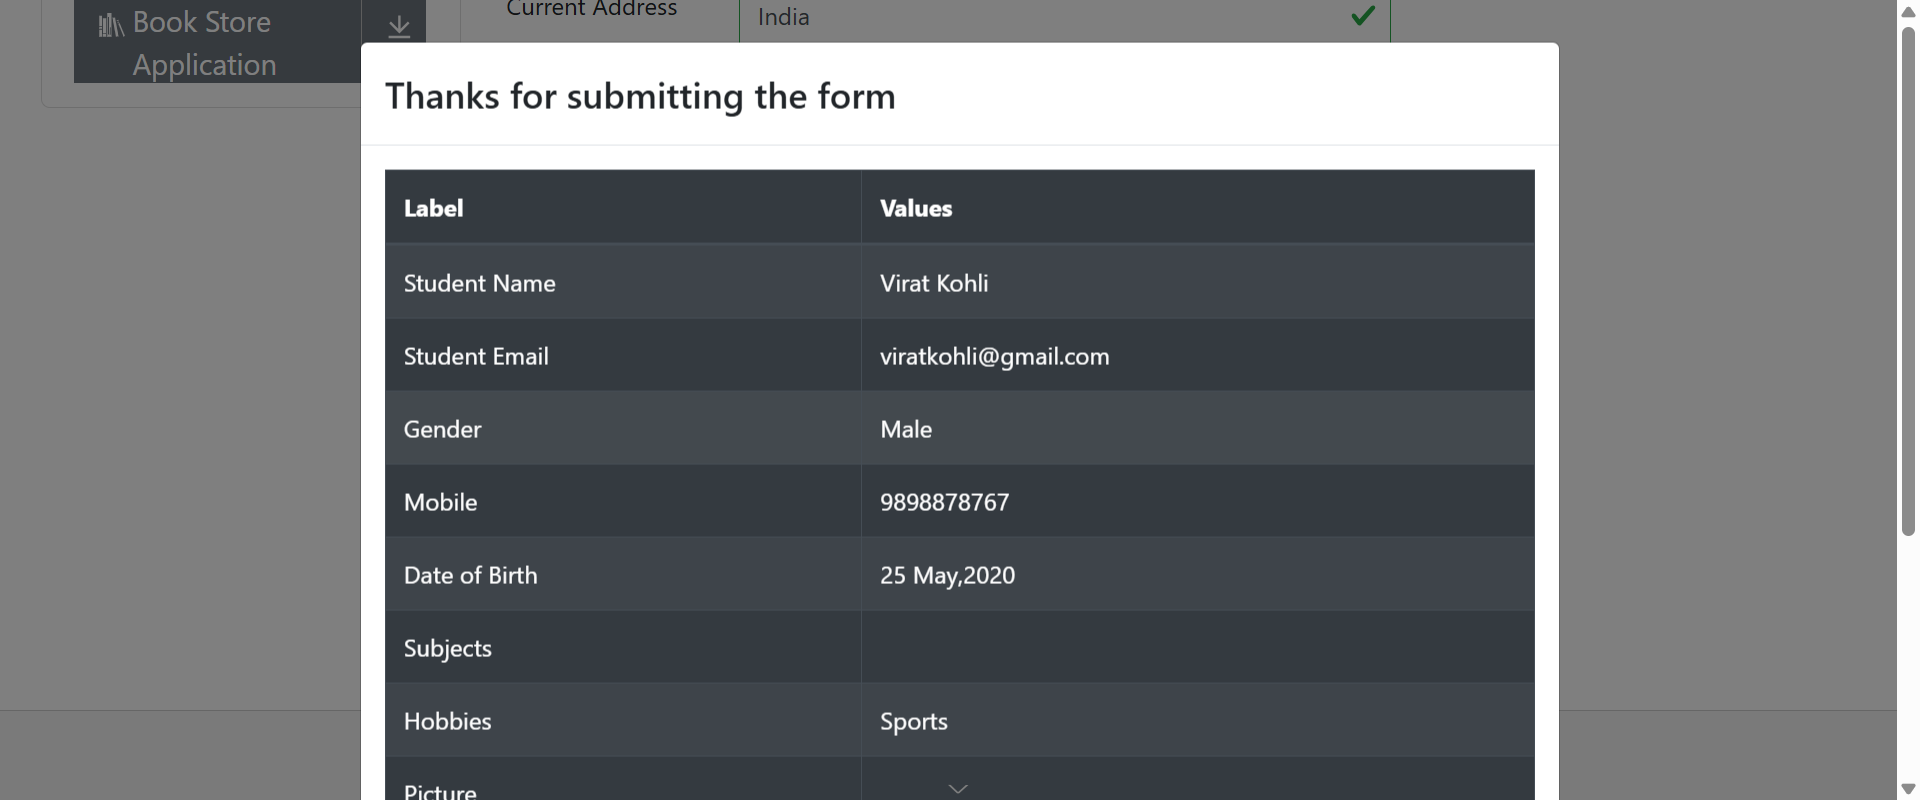 Book Store
Application
Current Address
India
Thanks for submitting the form
Label Values
Student Name Virat Kohli
Student Email viratkohli@gmail.com
Gender Male
Mobile 9898878767
Date of Birth 25 May,2020
Subjects
Hobbies Sports
Picture